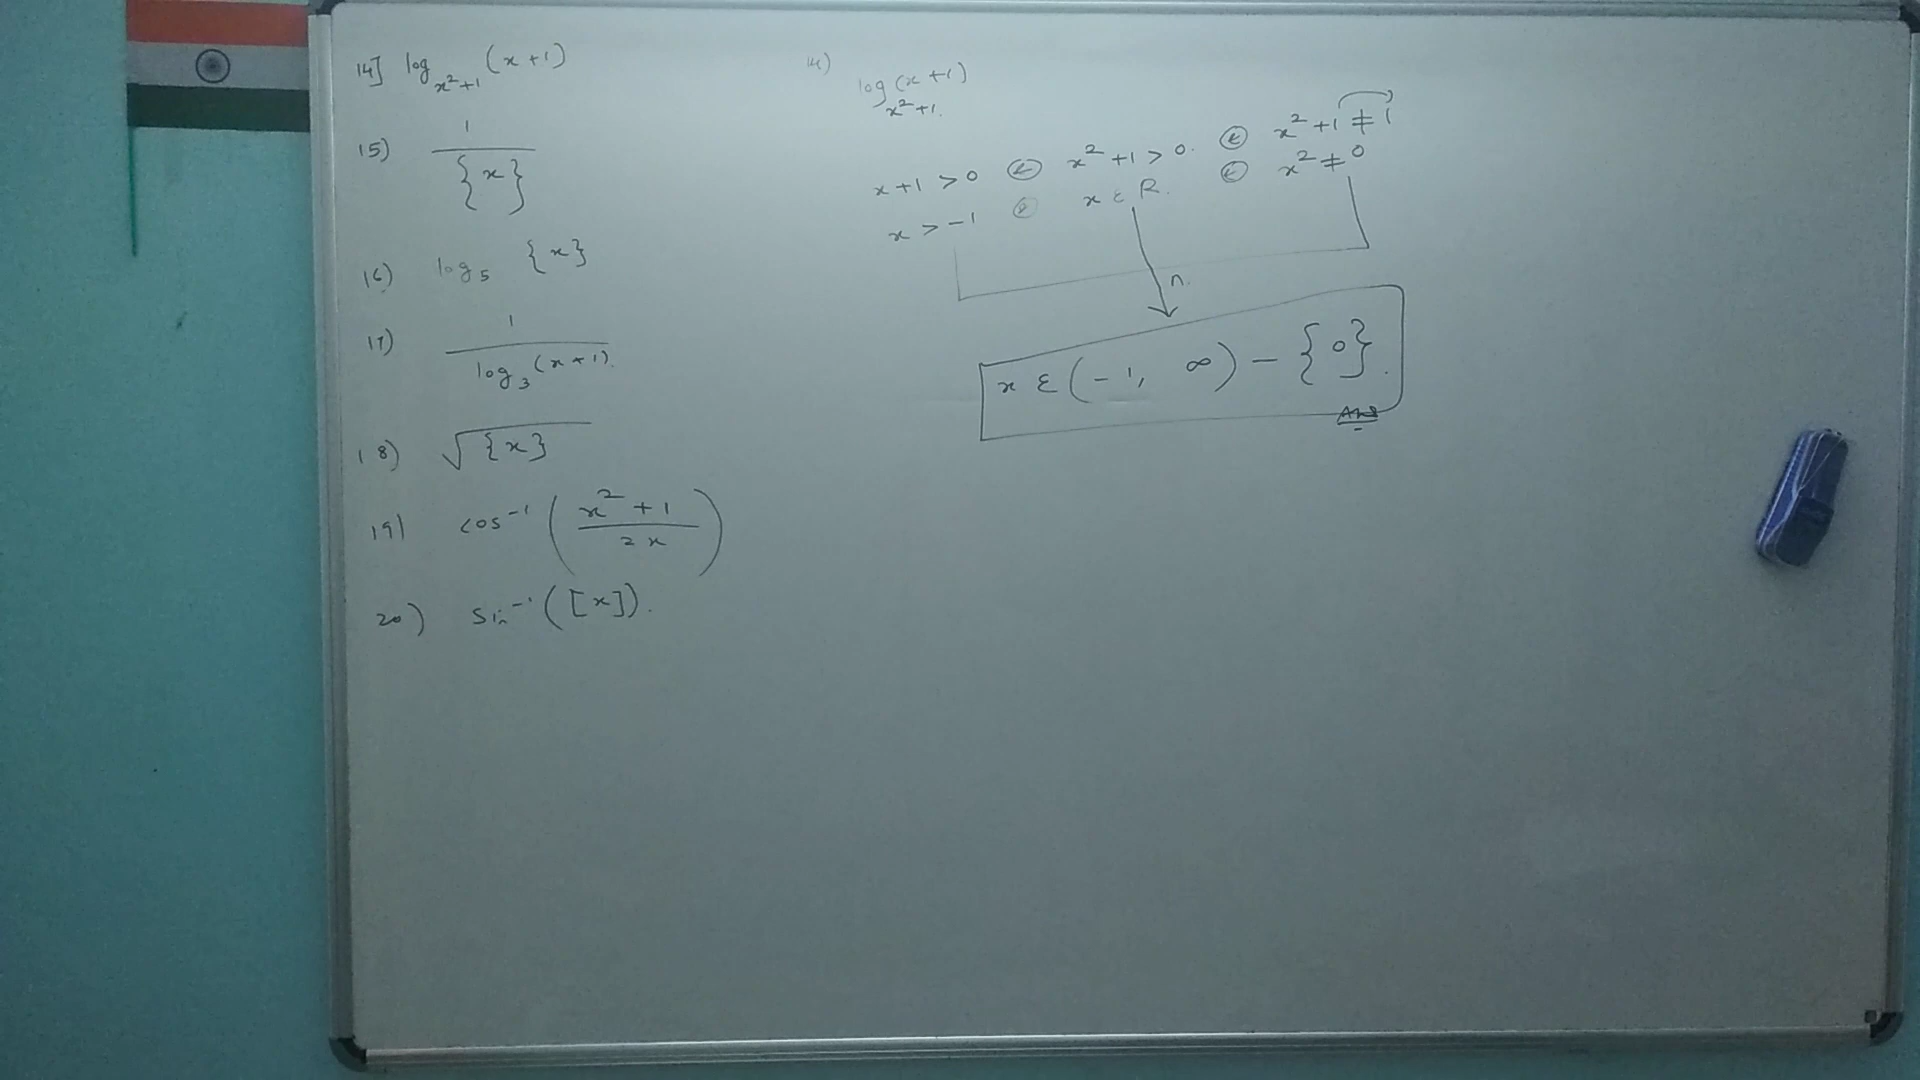 14] log x²+1 (x+1)
15) 1 / {x}
16) log₅ {x}
17) 1 / log₃ (x+1)
18) √{x}
19) cos⁻¹ ( x²+1 / 2x )
20) sin⁻¹ ([x]).
14)
log (x+1)
x²+1.
x+1 > 0 & x²+1 > 0. & x²+1 ≠ 1
x > -1 & x ∈ R. & x² ≠ 0
n.
x ∈ (-1, ∞) - {0}.
Ans